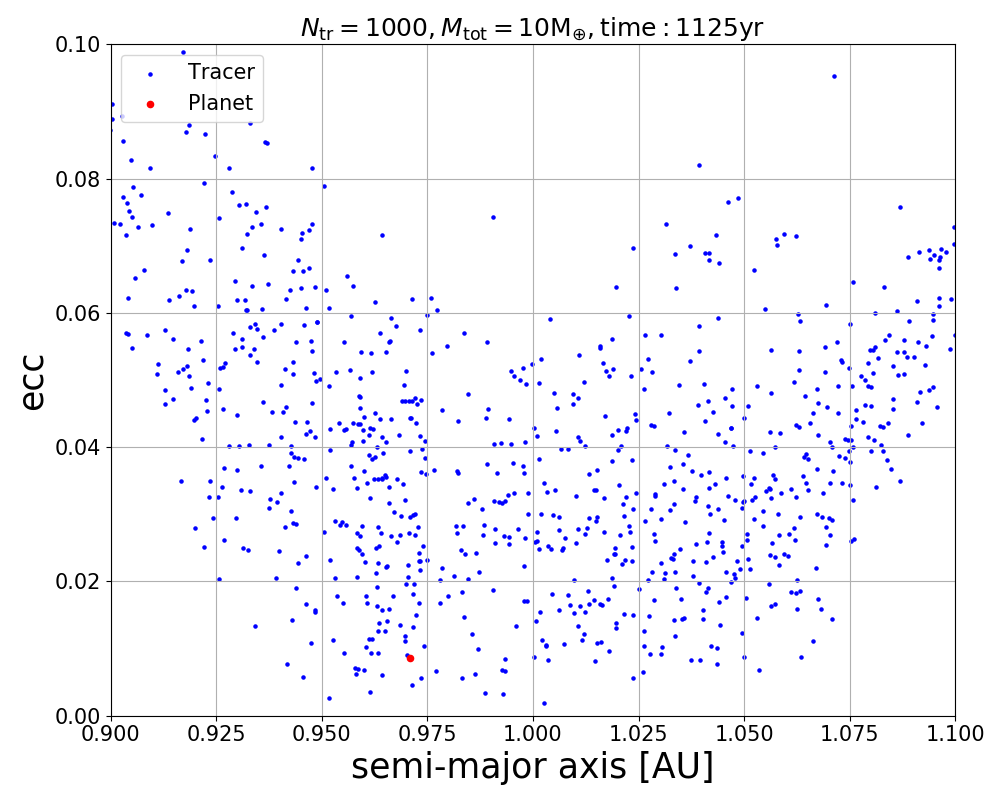 N_tr = 1000, M_tot = 10M_⊕, time : 1125yr
0.10
Tracer
Planet
0.08
0.06
ecc
0.04
0.02
0.00
0.900 0.925 0.950 0.975 1.000 1.025 1.050 1.075 1.100
semi-major axis [AU]